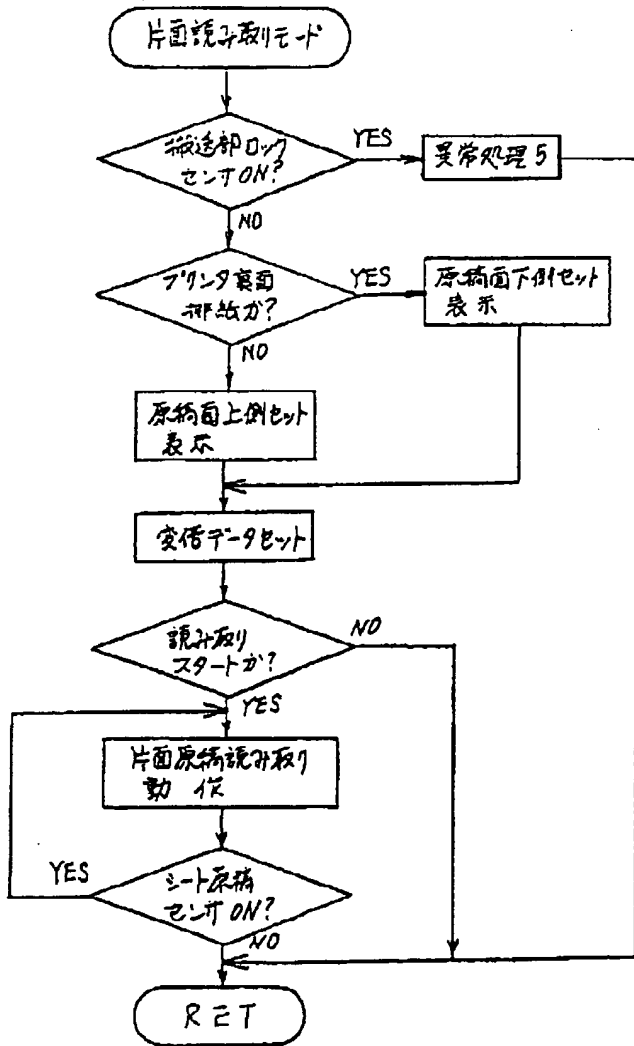 片面読み取りモード
搬送部ロック
センサON?
YES
異常処理5
NO
プリンタ裏面
排紙か?
YES
原稿面下側セット
表示
NO
原稿面上側セット
表示
変倍データセット
読み取り
スタートか?
NO
YES
片面原稿読み取り
動 作
YES
シート原稿
センサON?
NO
RET